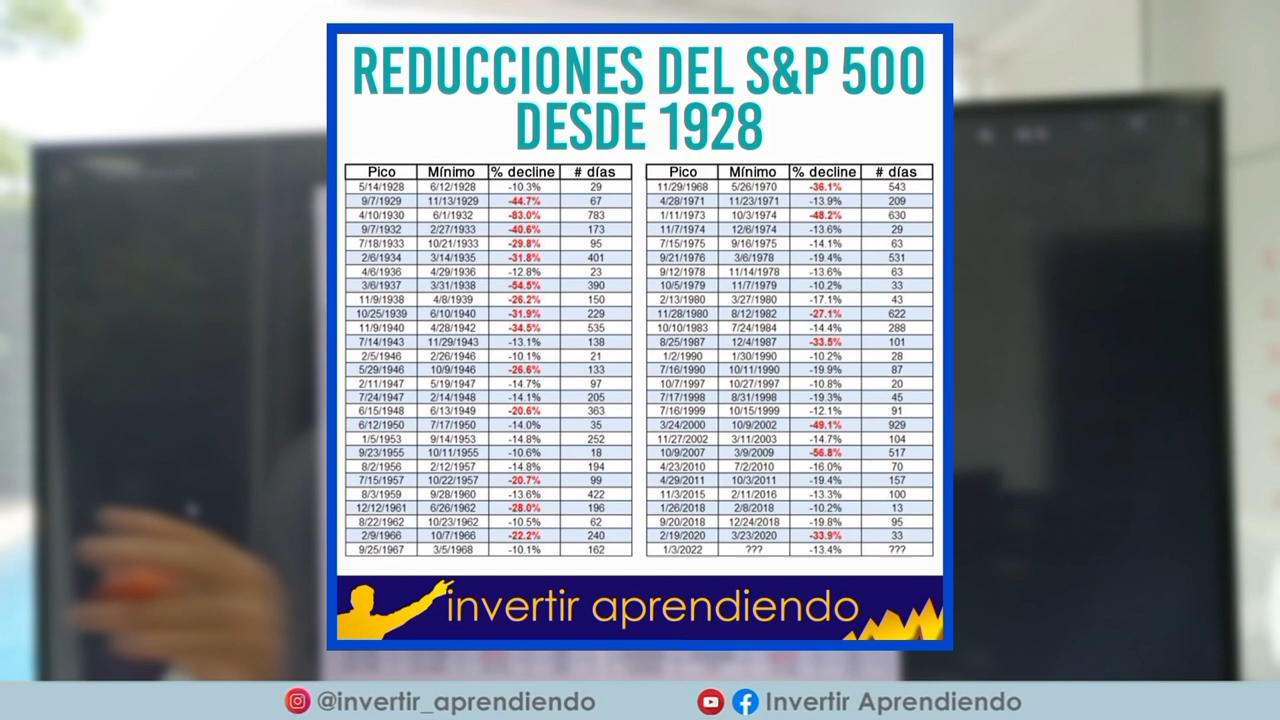 REDUCCIONES DEL S&P 500
DESDE 1928
Pico Mínimo % decline # días
5/14/1928 6/12/1928 -10.3% 29
9/7/1929 11/13/1929 -44.7% 67
4/10/1930 6/1/1932 -83.0% 783
9/7/1932 2/27/1933 -40.6% 173
7/18/1933 10/21/1933 -29.8% 95
2/6/1934 3/14/1935 -31.8% 401
4/6/1936 4/29/1936 -12.8% 23
3/6/1937 3/31/1938 -54.5% 390
11/9/1938 4/8/1939 -26.2% 150
10/25/1939 6/10/1940 -31.9% 229
11/9/1940 4/28/1942 -34.5% 535
7/14/1943 11/29/1943 -13.1% 138
2/5/1946 2/26/1946 -10.1% 21
5/29/1946 10/9/1946 -26.6% 133
2/11/1947 5/19/1947 -14.7% 97
7/24/1947 2/14/1948 -14.1% 205
6/15/1948 6/13/1949 -20.6% 363
6/12/1950 7/17/1950 -14.0% 35
1/5/1953 9/14/1953 -14.8% 252
9/23/1955 10/11/1955 -10.6% 18
8/2/1956 2/12/1957 -14.8% 194
7/15/1957 10/22/1957 -20.7% 99
8/3/1959 9/28/1960 -13.6% 422
12/12/1961 6/26/1962 -28.0% 196
8/22/1962 10/23/1962 -10.5% 62
2/9/1966 10/7/1966 -22.2% 240
9/25/1967 3/5/1968 -10.1% 162
Pico Mínimo % decline # días
11/29/1968 5/26/1970 -36.1% 543
4/28/1971 11/23/1971 -13.9% 209
1/11/1973 10/3/1974 -48.2% 630
11/7/1974 12/6/1974 -13.6% 29
7/15/1975 9/16/1975 -14.1% 63
9/21/1976 3/6/1978 -19.4% 531
9/12/1978 11/14/1978 -13.6% 63
10/5/1979 11/7/1979 -10.2% 33
2/13/1980 3/27/1980 -17.1% 43
11/28/1980 8/12/1982 -27.1% 622
10/10/1983 7/24/1984 -14.4% 288
8/25/1987 12/4/1987 -33.5% 101
1/2/1990 1/30/1990 -10.2% 28
7/16/1990 10/11/1990 -19.9% 87
10/7/1997 10/27/1997 -10.8% 20
7/17/1998 8/31/1998 -19.3% 45
7/16/1999 10/15/1999 -12.1% 91
3/24/2000 10/9/2002 -49.1% 929
11/27/2002 3/11/2003 -14.7% 104
10/9/2007 3/9/2009 -56.8% 517
4/23/2010 7/2/2010 -16.0% 70
4/29/2011 10/3/2011 -19.4% 157
11/3/2015 2/11/2016 -13.3% 100
1/26/2018 2/8/2018 -10.2% 13
9/20/2018 12/24/2018 -19.8% 95
2/19/2020 3/23/2020 -33.9% 33
1/3/2022 ??? -13.4% ???
invertir aprendiendo
@invertir_aprendiendo
Invertir Aprendiendo